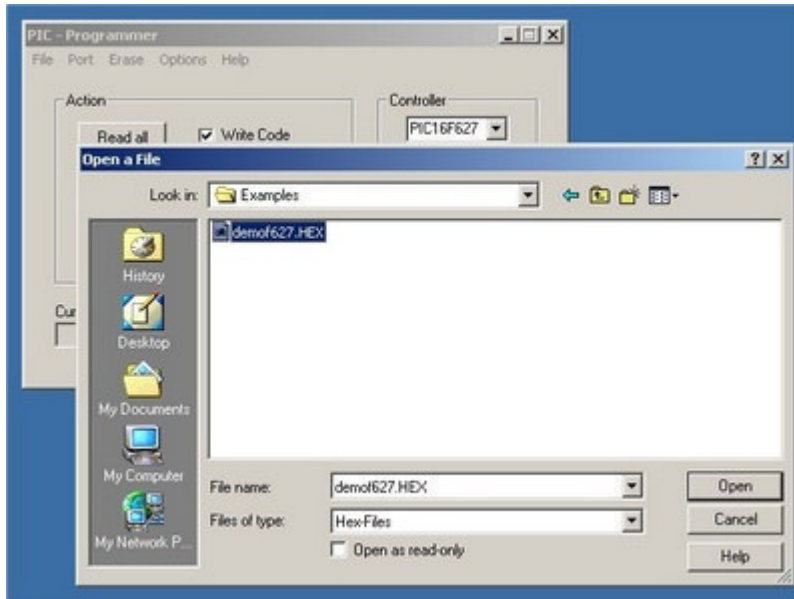 PIC - Programmer
File Port Erase Options Help
Action
Controller
Read all
Write Code
PIC16F627
Open a File
Look in:
Examples
demof627.HEX
History
Desktop
My Documents
My Computer
My Network P...
File name:
demof627.HEX
Open
Files of type:
Hex-Files
Cancel
Open as read-only
Help